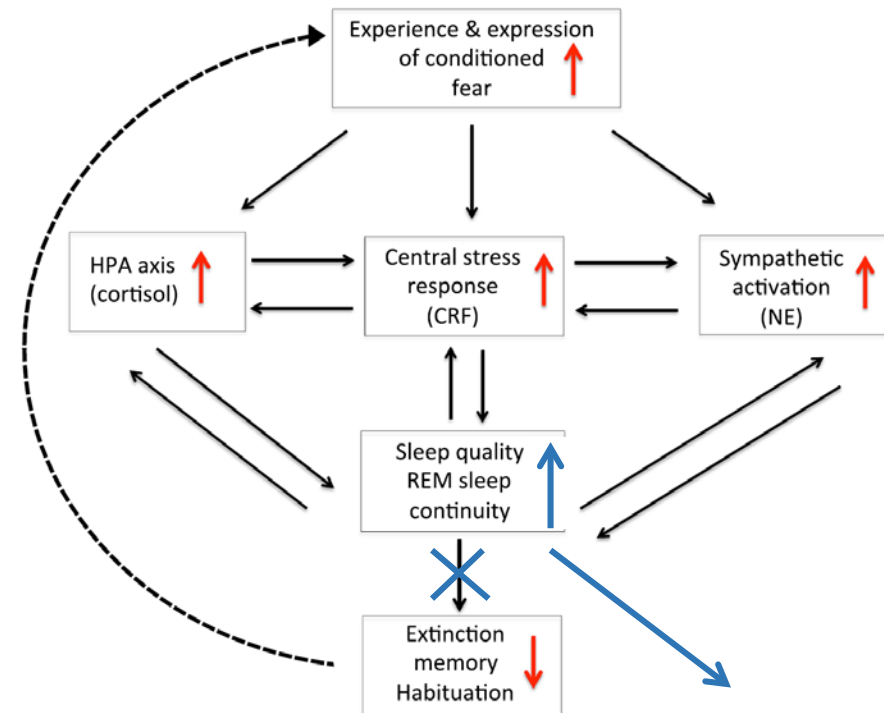 Experience & expression
of conditioned
fear
HPA axis
(cortisol)
Central stress
response
(CRF)
Sympathetic
activation
(NE)
Sleep quality
REM sleep
continuity
Extinction
memory
Habituation